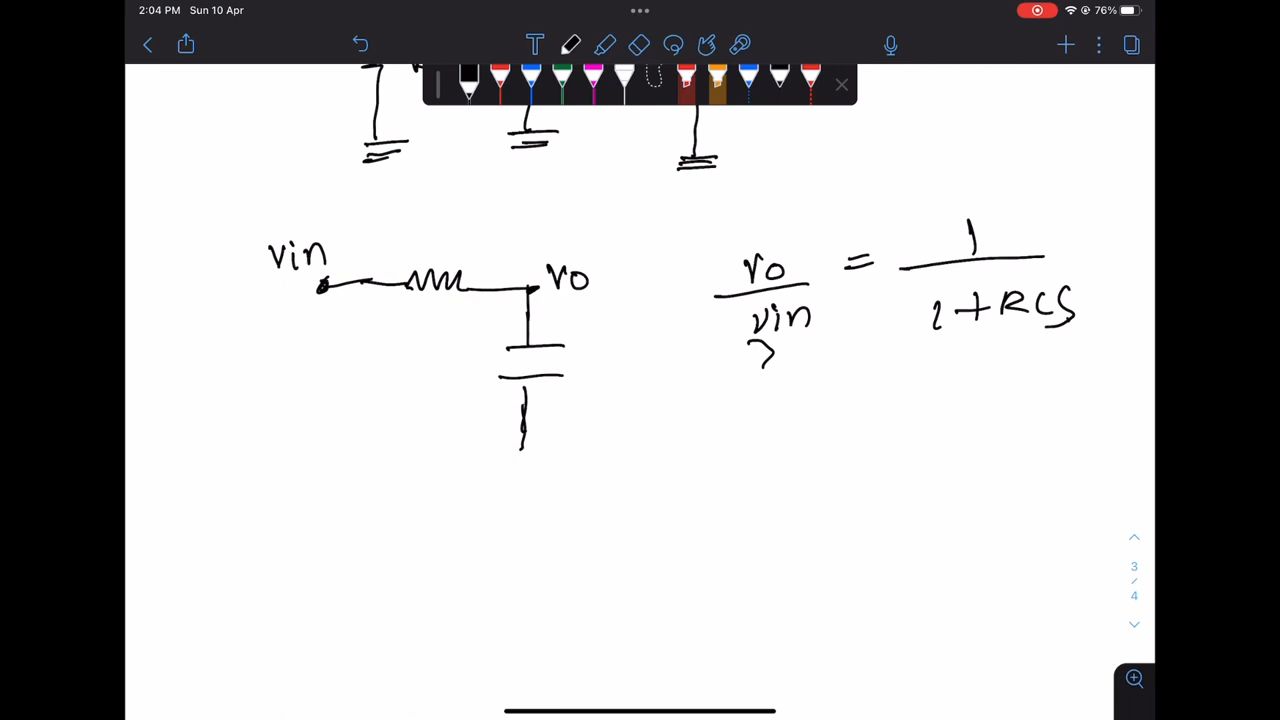 2:04 PM Sun 10 Apr
76%
T
vin
vo
vo
vin
= 1
1 + RCS
3
/
4